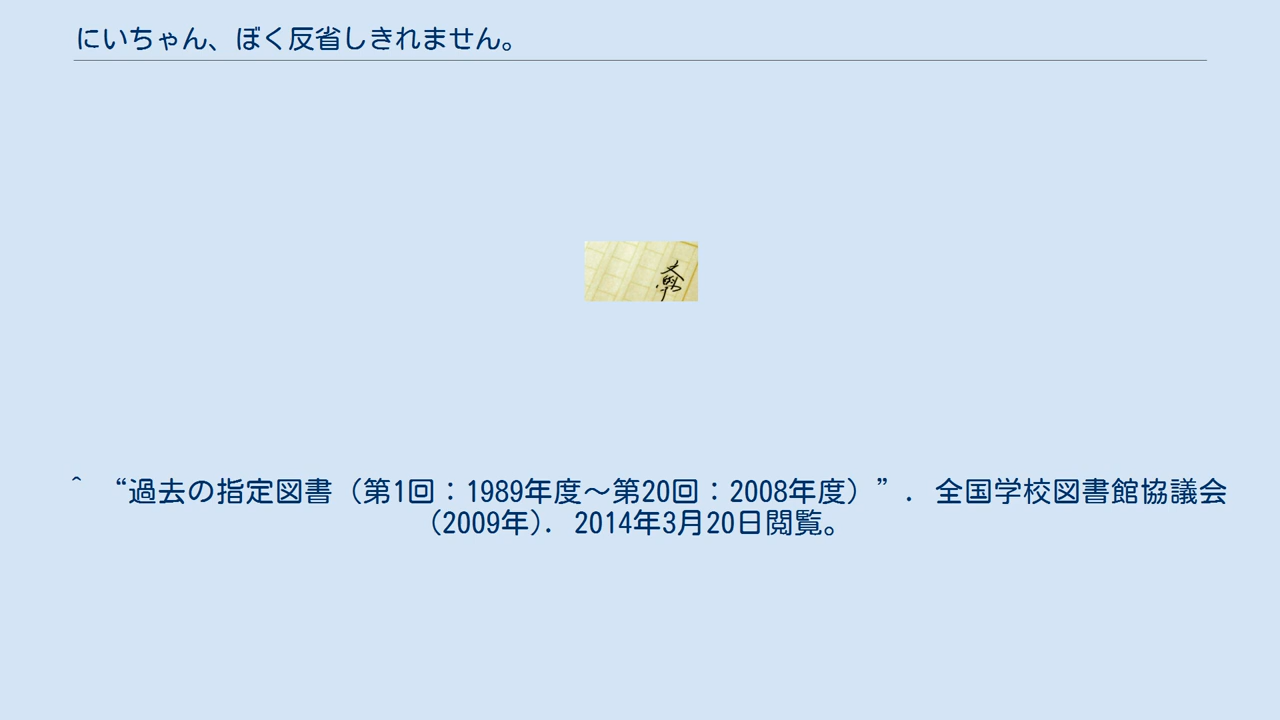 にいちゃん、ぼく反省しきれません。
^ “過去の指定図書（第1回：1989年度～第20回：2008年度）”. 全国学校図書館協議会
（2009年）. 2014年3月20日閲覧。